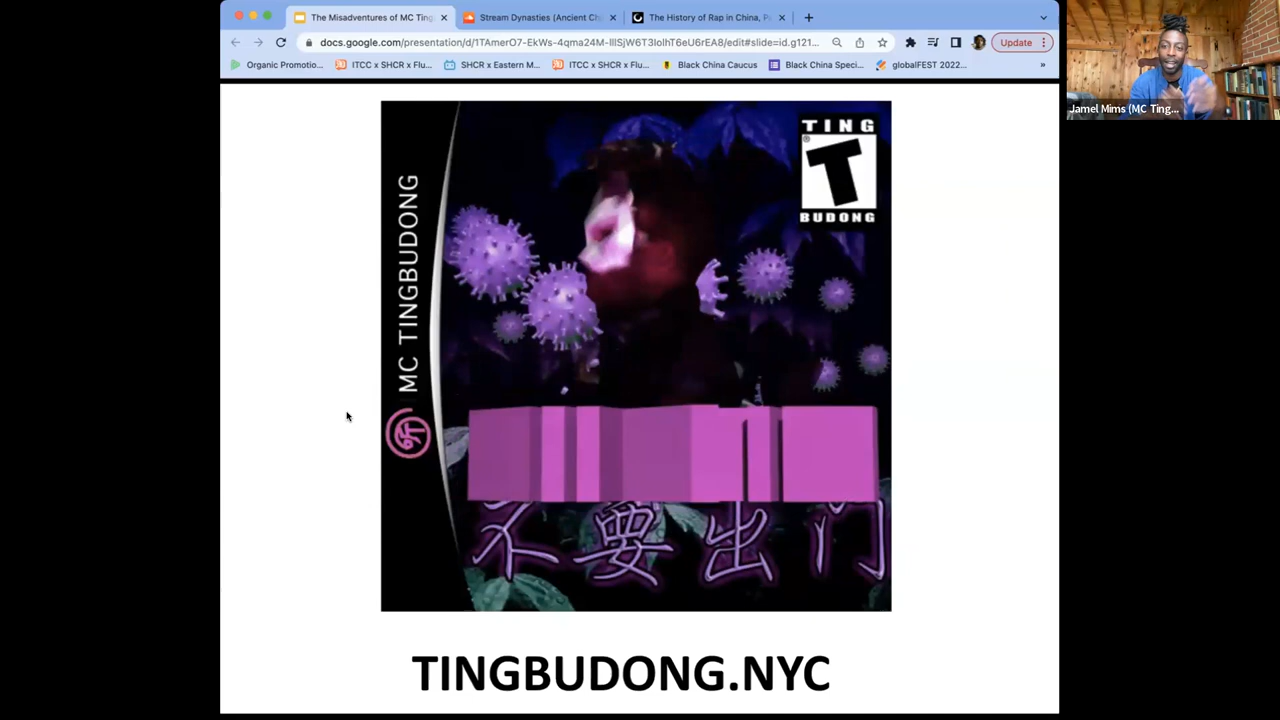 The Misadventures of MC Ting
Stream Dynasties (Ancient Ch
The History of Rap in China, P
docs.google.com/presentation/d/1TAmerO7-EkWs-4qma24M-IllSjW6T3IolhT6eU6rEA8/edit#slide=id.g121...
Update
Organic Promotio...
ITCC x SHCR x Flu...
SHCR x Eastern M...
ITCC x SHCR x Flu...
Black China Caucus
Black China Speci...
globalFEST 2022...
»
Jamel Mims (MC Ting...
TING
T
BUDONG
MC TINGBUDONG
听
不要出门
TINGBUDONG.NYC